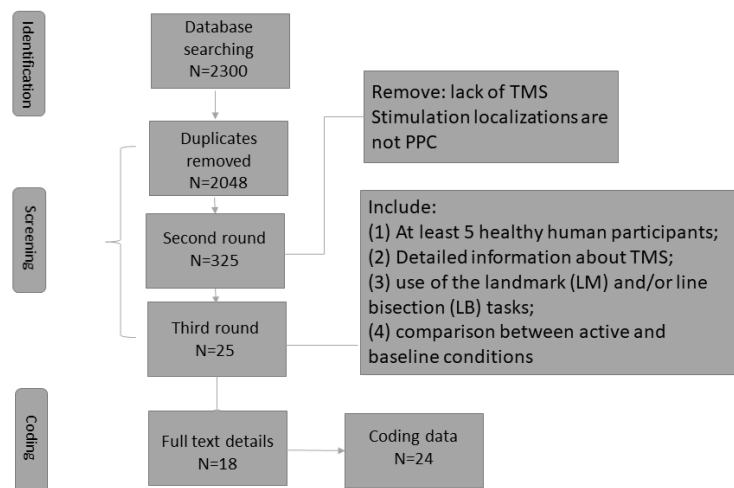 Identification
Database
searching
N=2300
Remove: lack of TMS
Stimulation localizations are
not PPC
Duplicates
removed
N=2048
Screening
Second round
N=325
Include:
(1) At least 5 healthy human participants;
(2) Detailed information about TMS;
(3) use of the landmark (LM) and/or line
bisection (LB) tasks;
(4) comparison between active and
baseline conditions
Third round
N=25
Coding
Full text details
N=18
Coding data
N=24